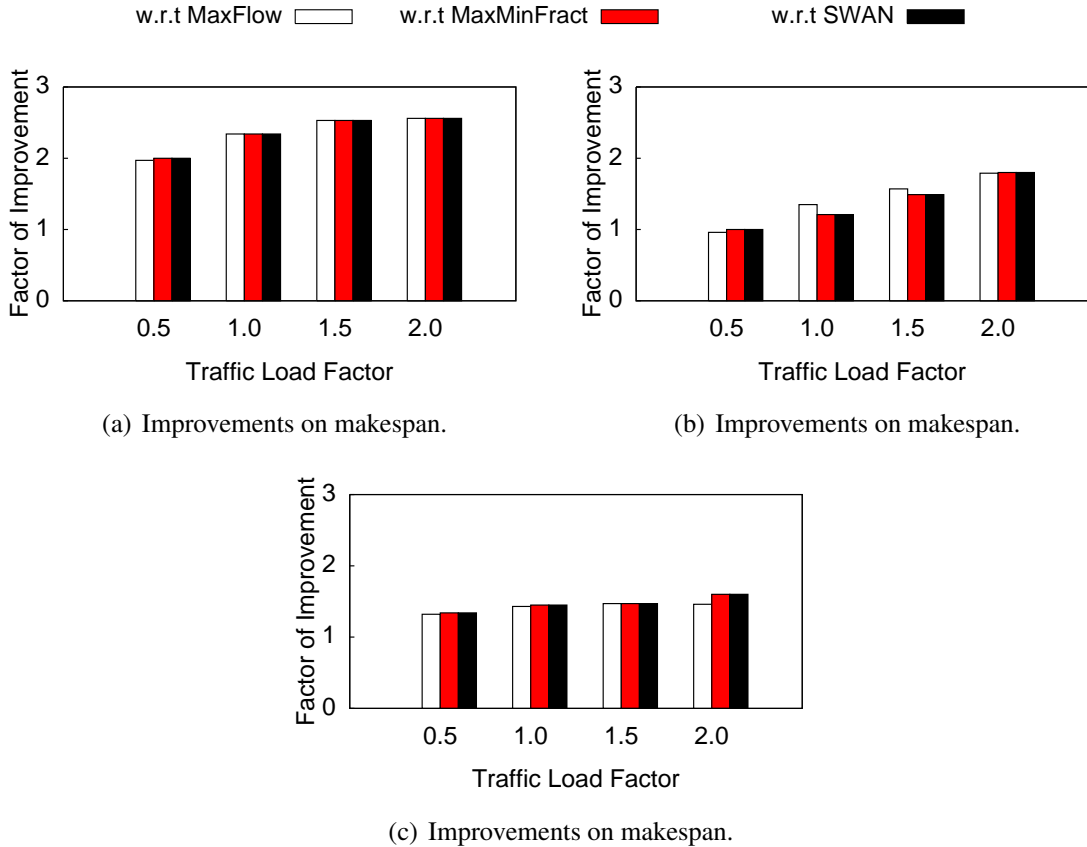 w.r.t MaxFlow w.r.t MaxMinFract w.r.t SWAN
Factor of Improvement
3
2
1
0
0.5 1.0 1.5 2.0
Traffic Load Factor
(a) Improvements on makespan.
Factor of Improvement
3
2
1
0
0.5 1.0 1.5 2.0
Traffic Load Factor
(b) Improvements on makespan.
Factor of Improvement
3
2
1
0
0.5 1.0 1.5 2.0
Traffic Load Factor
(c) Improvements on makespan.